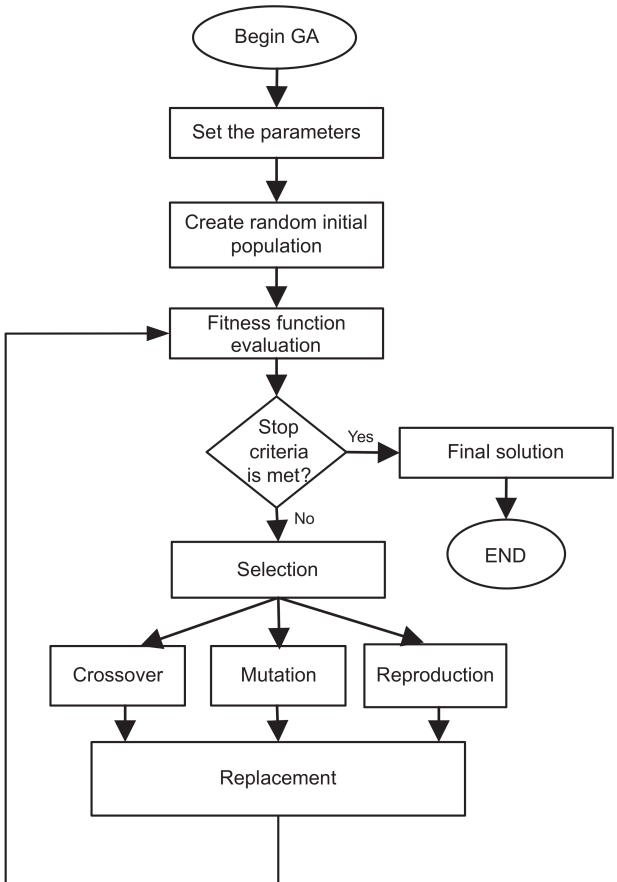 Begin GA
Set the parameters
Create random initial
population
Fitness function
evaluation
Stop
criteria
is met?
Yes
Final solution
No
END
Selection
Crossover
Mutation
Reproduction
Replacement